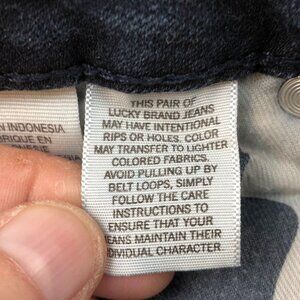 THIS PAIR OF
LUCKY BRAND JEANS
MAY HAVE INTENTIONAL
RIPS OR HOLES. COLOR
MAY TRANSFER TO LIGHTER
COLORED FABRICS.
AVOID PULLING UP BY
BELT LOOPS, SIMPLY
FOLLOW THE CARE
INSTRUCTIONS TO
ENSURE THAT YOUR
EANS MAINTAIN THEIR
DIVIDUAL CHARACTER
N INDONESIA
RIQUE EN